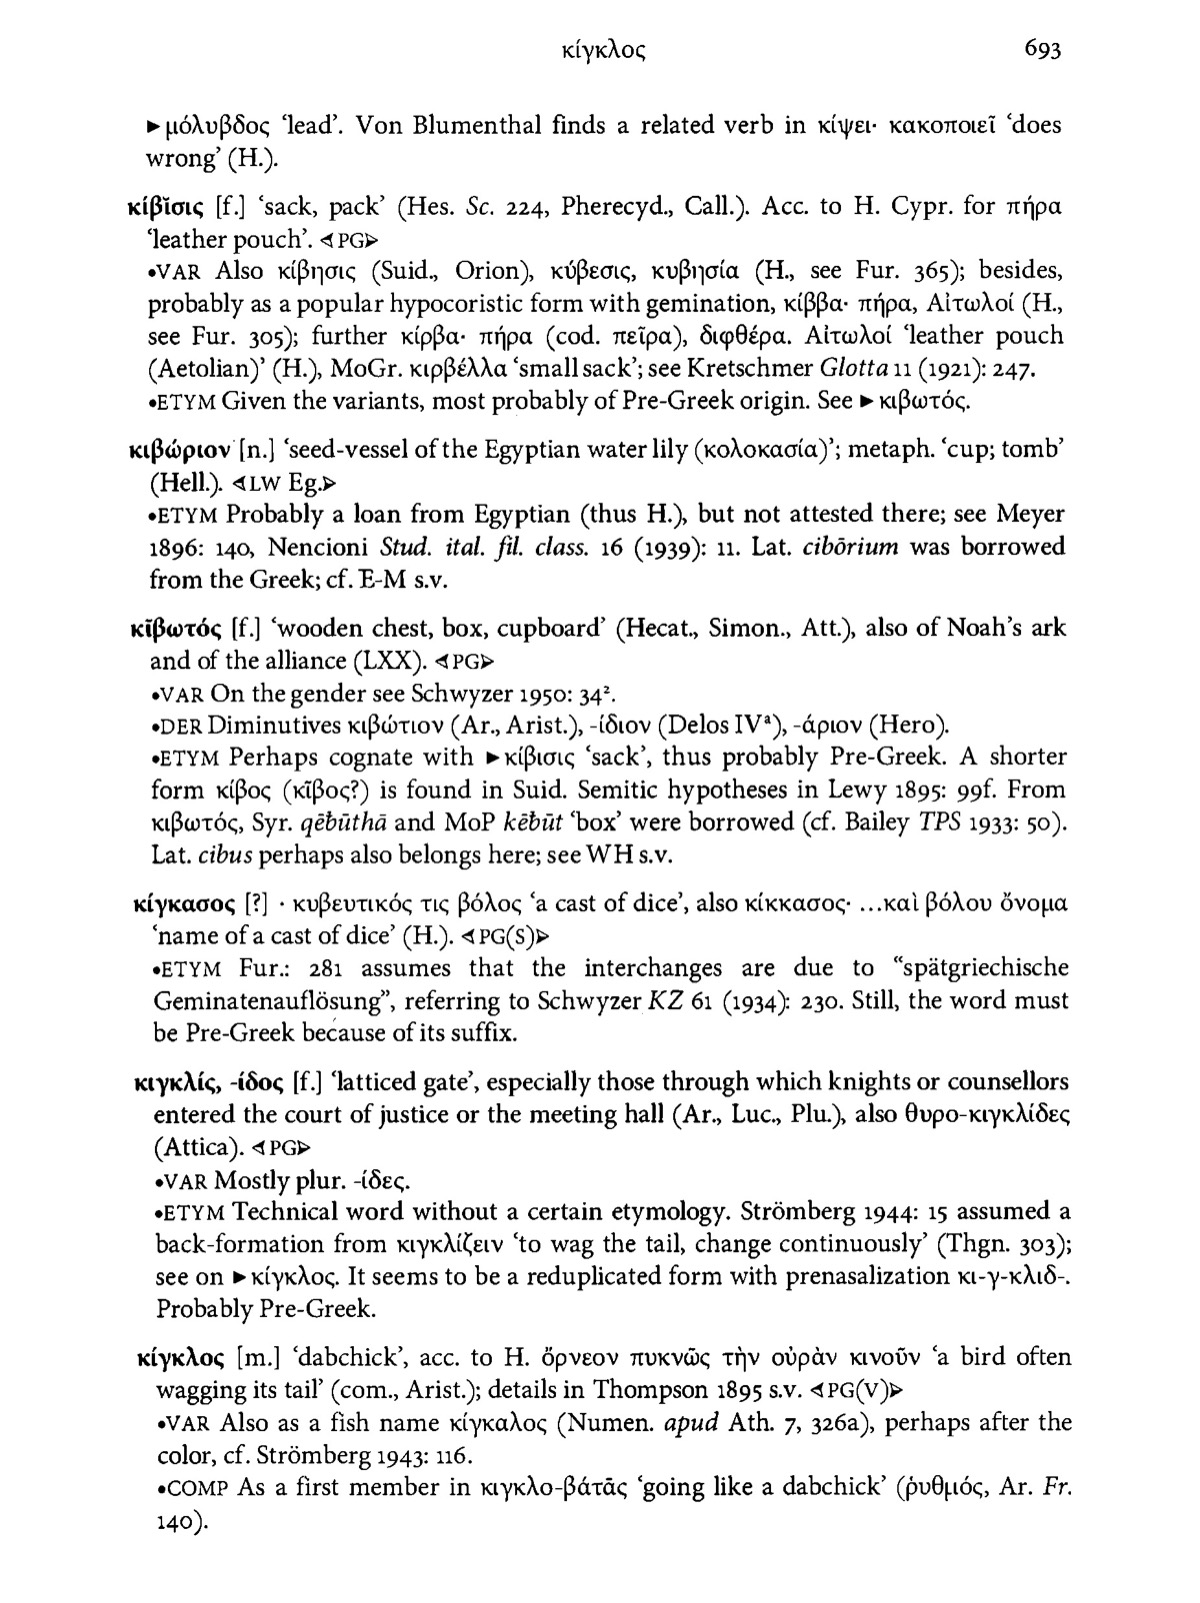 κίγκλος 693
►μόλυβδος ‘lead’. Von Blumenthal finds a related verb in κίψει· κακοποιεῖ ‘does
wrong’ (H.).
κίβῐσις [f.] ‘sack, pack’ (Hes. Sc. 224, Pherecyd., Call.). Acc. to H. Cypr. for πήρα
‘leather pouch’. ⊲PG⊳
•VAR Also κίβησις (Suid., Orion), κύβεσις, κυβησία (H., see Fur. 365); besides,
probably as a popular hypocoristic form with gemination, κίββα· πήρα, Αἰτωλοί (H.,
see Fur. 305); further κίρβα· πήρα (cod. πεῖρα), διφθέρα. Αἰτωλοί ‘leather pouch
(Aetolian)’ (H.), MoGr. κιρβέλλα ‘small sack’; see Kretschmer Glotta 11 (1921): 247.
•ETYM Given the variants, most probably of Pre-Greek origin. See ►κιβωτός.
κιβώριον [n.] ‘seed-vessel of the Egyptian water lily (κολοκασία)’; metaph. ‘cup; tomb’
(Hell.). ⊲LW Eg.⊳
•ETYM Probably a loan from Egyptian (thus H.), but not attested there; see Meyer
1896: 140, Nencioni Stud. ital. fil. class. 16 (1939): 11. Lat. cibōrium was borrowed
from the Greek; cf. E-M s.v.
κῑβωτός [f.] ‘wooden chest, box, cupboard’ (Hecat., Simon., Att.), also of Noah’s ark
and of the alliance (LXX). ⊲PG⊳
•VAR On the gender see Schwyzer 1950: 34².
•DER Diminutives κιβώτιον (Ar., Arist.), -ίδιον (Delos IVᵃ), -άριον (Hero).
•ETYM Perhaps cognate with ►κίβισις ‘sack’, thus probably Pre-Greek. A shorter
form κίβος (κῖβος?) is found in Suid. Semitic hypotheses in Lewy 1895: 99f. From
κιβωτός, Syr. qēƀūthā and MoP kēƀūt ‘box’ were borrowed (cf. Bailey TPS 1933: 50).
Lat. cibus perhaps also belongs here; see WH s.v.
κίγκασος [?] · κυβευτικός τις βόλος ‘a cast of dice’, also κίκκασος· …καὶ βόλου ὄνομα
‘name of a cast of dice’ (H.). ⊲PG(S)⊳
•ETYM Fur.: 281 assumes that the interchanges are due to “spätgriechische
Geminatenauflösung”, referring to Schwyzer KZ 61 (1934): 230. Still, the word must
be Pre-Greek because of its suffix.
κιγκλίς, -ίδος [f.] ‘latticed gate’, especially those through which knights or counsellors
entered the court of justice or the meeting hall (Ar., Luc., Plu.), also θυρο-κιγκλίδες
(Attica). ⊲PG⊳
•VAR Mostly plur. -ίδες.
•ETYM Technical word without a certain etymology. Strömberg 1944: 15 assumed a
back-formation from κιγκλίζειν ‘to wag the tail, change continuously’ (Thgn. 303);
see on ►κίγκλος. It seems to be a reduplicated form with prenasalization κι-γ-κλιδ-.
Probably Pre-Greek.
κίγκλος [m.] ‘dabchick’, acc. to H. ὄρνεον πυκνῶς τὴν οὐρὰν κινοῦν ‘a bird often
wagging its tail’ (com., Arist.); details in Thompson 1895 s.v. ⊲PG(V)⊳
•VAR Also as a fish name κίγκαλος (Numen. apud Ath. 7, 326a), perhaps after the
color, cf. Strömberg 1943: 116.
•COMP As a first member in κιγκλο-βάτᾱς ‘going like a dabchick’ (ῥυθμός, Ar. Fr.
140).